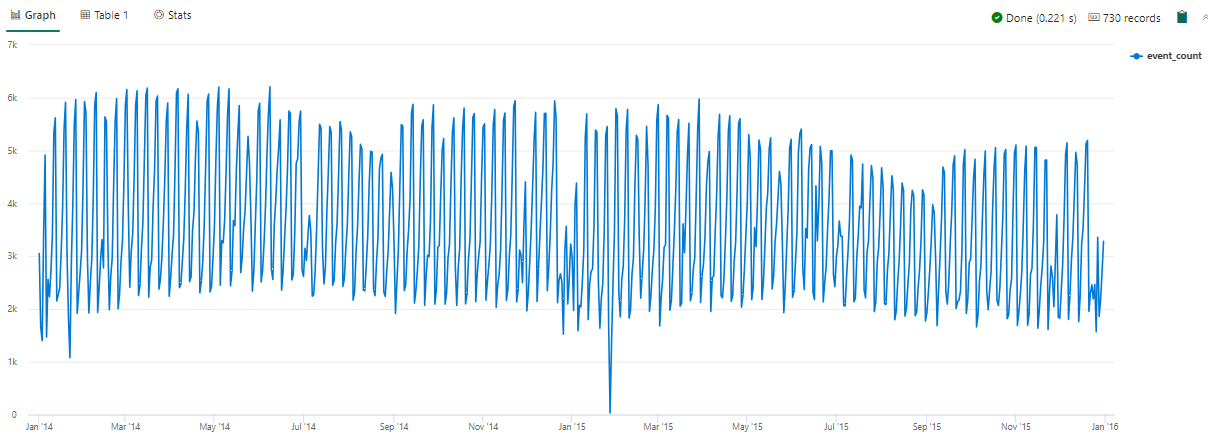 Graph Table 1 Stats Done (0.221 s) 730 records
event_count
7k
6k
5k
4k
3k
2k
1k
0
Jan '14 Mar '14 May '14 Jul '14 Sep '14 Nov '14 Jan '15 Mar '15 May '15 Jul '15 Sep '15 Nov '15 Jan '16